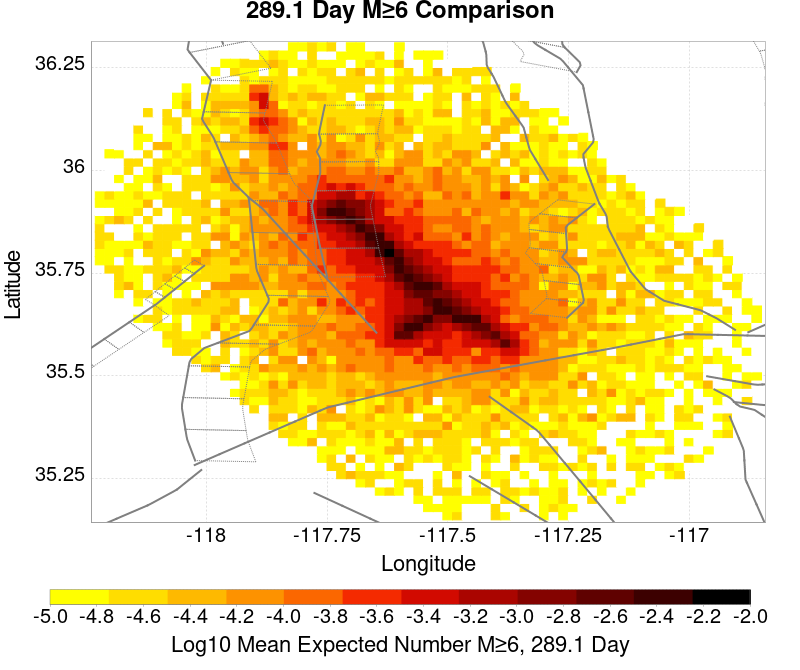 289.1 Day M≥6 Comparison
36.25
36
35.75
35.5
35.25
Latitude
-118 -117.75 -117.5 -117.25 -117
Longitude
-5.0 -4.8 -4.6 -4.4 -4.2 -4.0 -3.8 -3.6 -3.4 -3.2 -3.0 -2.8 -2.6 -2.4 -2.2 -2.0
Log10 Mean Expected Number M≥6, 289.1 Day